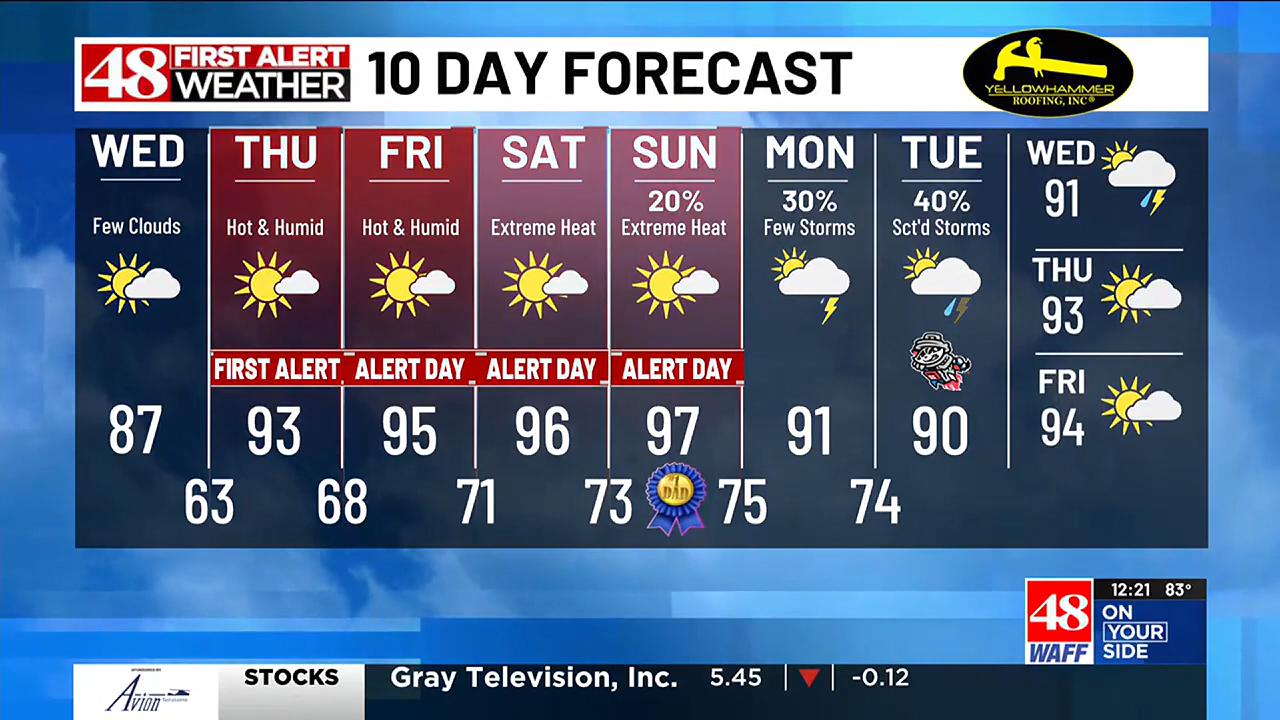 48 FIRST ALERT WEATHER
10 DAY FORECAST
YELLOWHAMMER
ROOFING, INC®
WED
Few Clouds
87
THU
Hot & Humid
FIRST ALERT
93
FRI
Hot & Humid
ALERT DAY
95
SAT
Extreme Heat
ALERT DAY
96
SUN
20%
Extreme Heat
ALERT DAY
97
MON
30%
Few Storms
91
TUE
40%
Sct'd Storms
90
WED
91
THU
93
FRI
94
63 68 71 73 75 74
#1
DAD
48
WAFF
12:21 83°
ON
YOUR
SIDE
SPONSORED BY
Avion
Solutions
STOCKS
Gray Television, Inc. 5.45 -0.12